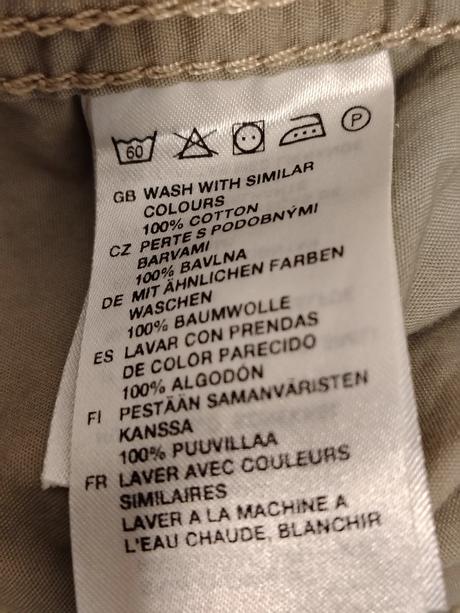 60 P
GB WASH WITH SIMILAR
COLOURS
100% COTTON
CZ PERTE S PODOBNÝMI
BARVAMI
100% BAVLNA
DE MIT ÄHNLICHEN FARBEN
WASCHEN
100% BAUMWOLLE
ES LAVAR CON PRENDAS
DE COLOR PARECIDO
100% ALGODÓN
FI PESTÄÄN SAMANVÄRISTEN
KANSSA
100% PUUVILLAA
FR LAVER AVEC COULEURS
SIMILAIRES
LAVER A LA MACHINE A
L'EAU CHAUDE, BLANCHIR